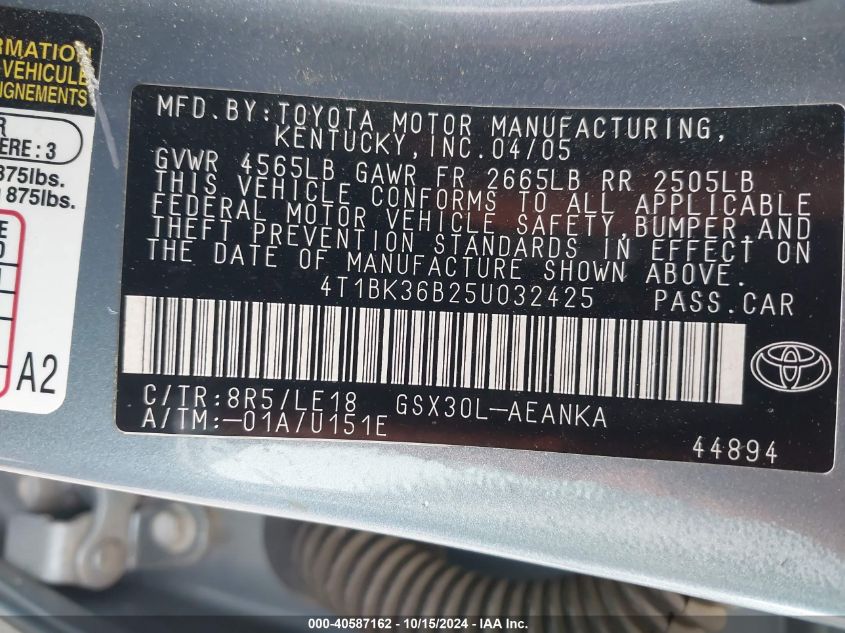 RMATION
VEHICULE
IGNEMENTS
R
ERE : 3
375lbs.
875lbs.
E
D
A2
MFD.BY:TOYOTA MOTOR MANUFACTURING,
KENTUCKY,INC.04/05
GVWR 4565LB GAWR FR 2665LB RR 2505LB
THIS VEHICLE CONFORMS TO ALL APPLICABLE
FEDERAL MOTOR VEHICLE SAFETY,BUMPER,AND
THEFT PREVENTION STANDARDS IN EFFECT ON
THE DATE OF MANUFACTURE SHOWN ABOVE.
4T1BK36B25U032425 PASS.CAR
C/TR:8R5/LE18 GSX30L-AEANKA
A/TM:-01A/U151E
44894
000-40587162 - 10/15/2024 - IAA Inc.